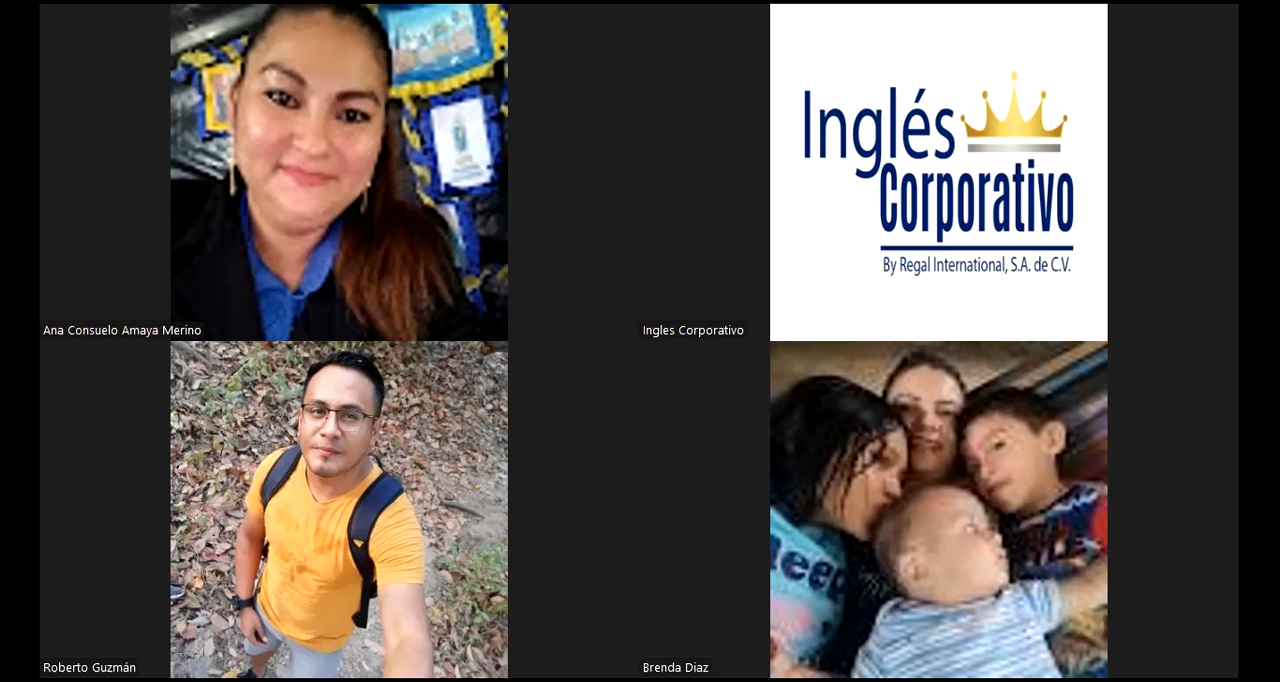 Inglés
Corporativo
By Regal International, S.A. de C.V.
Ana Consuelo Amaya Merino
Ingles Corporativo
Roberto Guzmán
Brenda Diaz